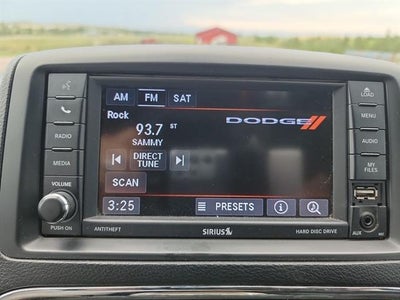 LOAD
AM FM SAT
MENU
Rock
93.7 ST
DODGE
RADIO
SAMMY
AUDIO
MEDIA
DIRECT TUNE
MY FILES
VOLUME
SCAN
3:25
PRESETS
PUSH ON
AUX
ANTITHEFT
SIRIUS
HARD DISC DRIVE